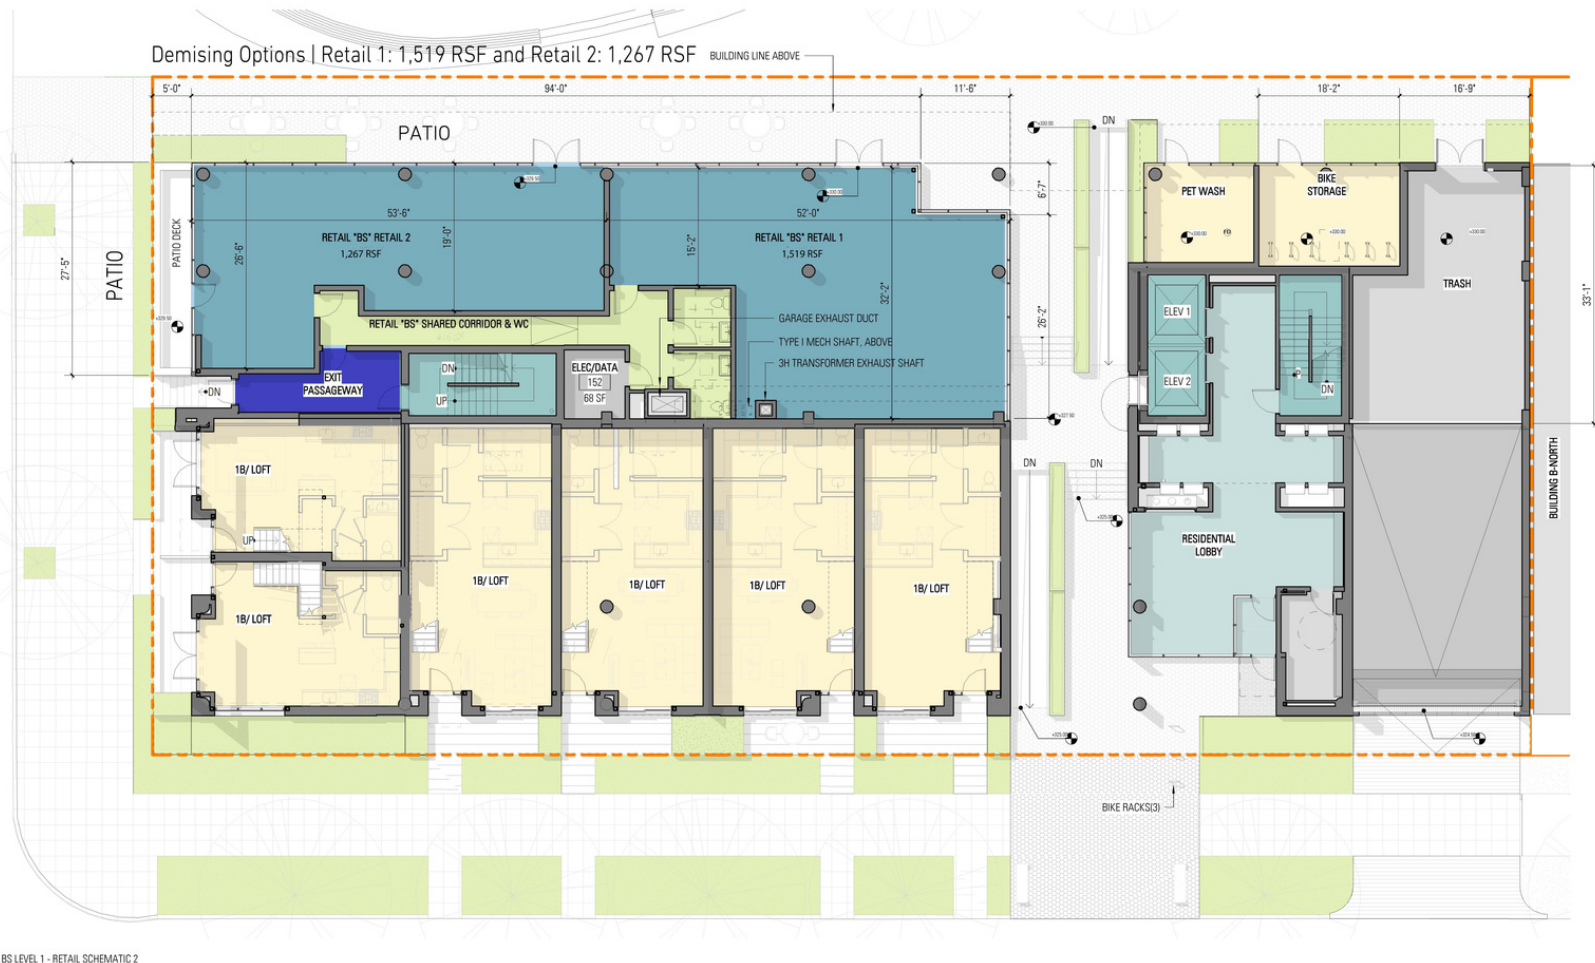 Demising Options | Retail 1: 1,519 RSF and Retail 2: 1,267 RSF
BUILDING LINE ABOVE
5'-0"
94'-0"
11'-6"
18'-2"
16'-9"
PATIO
DN
PET WASH
BIKE
STORAGE
6'-7"
53'-6"
52'-0"
RETAIL "BS" RETAIL 2
1,267 RSF
26'-6"
19'-0"
RETAIL "BS" RETAIL 1
1,519 RSF
15'-2"
32'-2"
PATIO DECK
PATIO
27'-5"
TRASH
33'-1"
26'-2"
ELEV 1
ELEV 2
DN
RETAIL "BS" SHARED CORRIDOR & WC
GARAGE EXHAUST DUCT
TYPE I MECH SHAFT, ABOVE
3H TRANSFORMER EXHAUST SHAFT
EXIT
PASSAGEWAY
DN
DN
UP
ELEC/DATA
152
68 SF
1B/ LOFT
UP
1B/ LOFT
1B/ LOFT
1B/ LOFT
1B/ LOFT
1B/ LOFT
DN
DN
RESIDENTIAL
LOBBY
BUILDING B-NORTH
BIKE RACKS(3)
BS LEVEL 1 - RETAIL SCHEMATIC 2